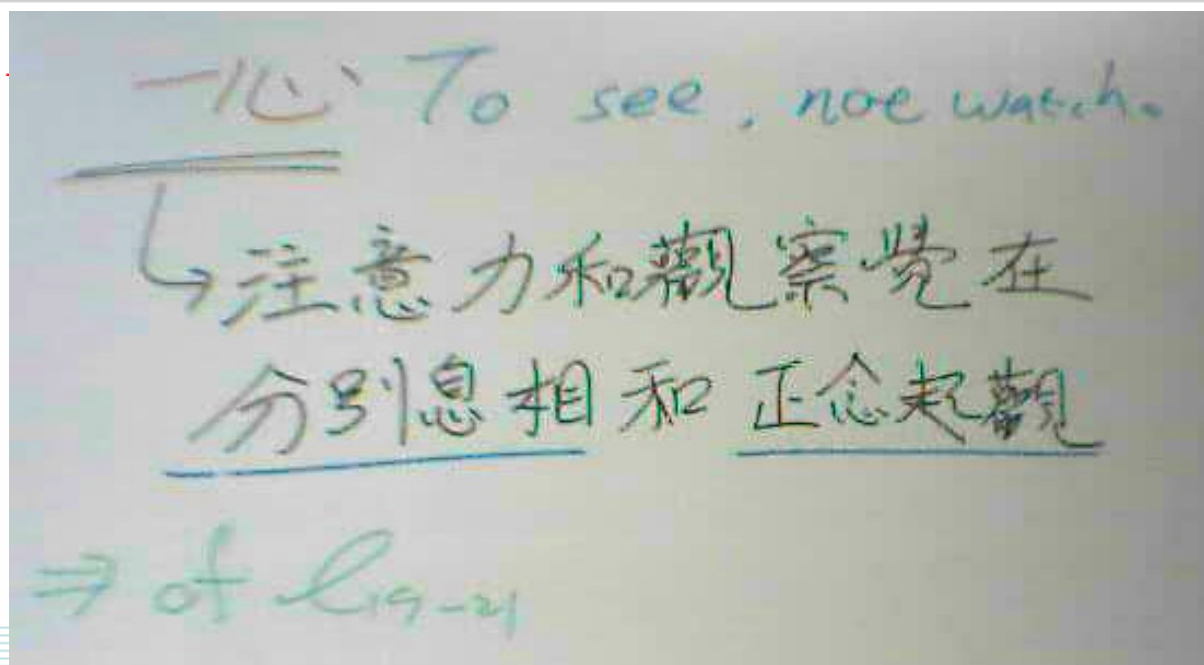 一心 To see, not watch.
注意力和觀察覺在
分別息相和正念起觀
⇒ of l19-21